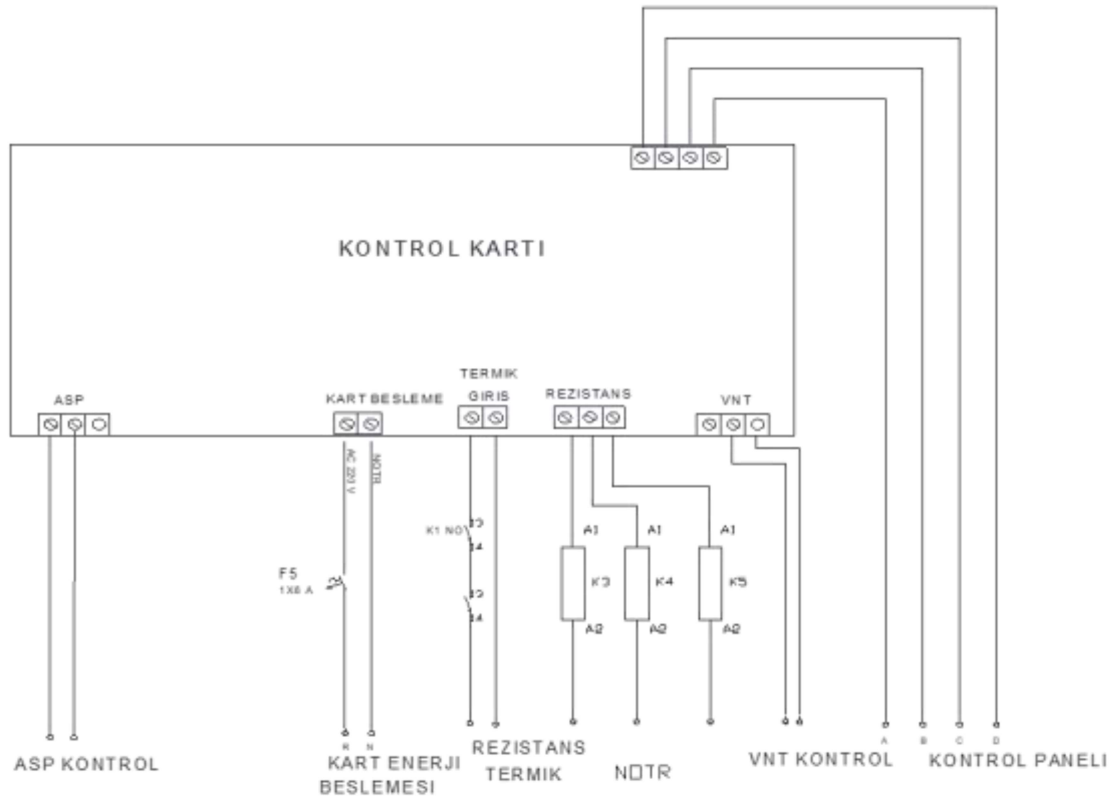 KONTROL KARTI
TERMIK
ASP
KART BESLEME
GIRIS
REZISTANS
VNT
AC 220 V
NOTR
K1 NO
13
14
13
14
F5
1X6 A
A1
A1
A1
K3
K4
K5
A2
A2
A2
R
N
A
B
C
D
ASP KONTROL
KART ENERJI
BESLEMESI
REZISTANS
TERMIK
NOTR
VNT KONTROL
KONTROL PANELI